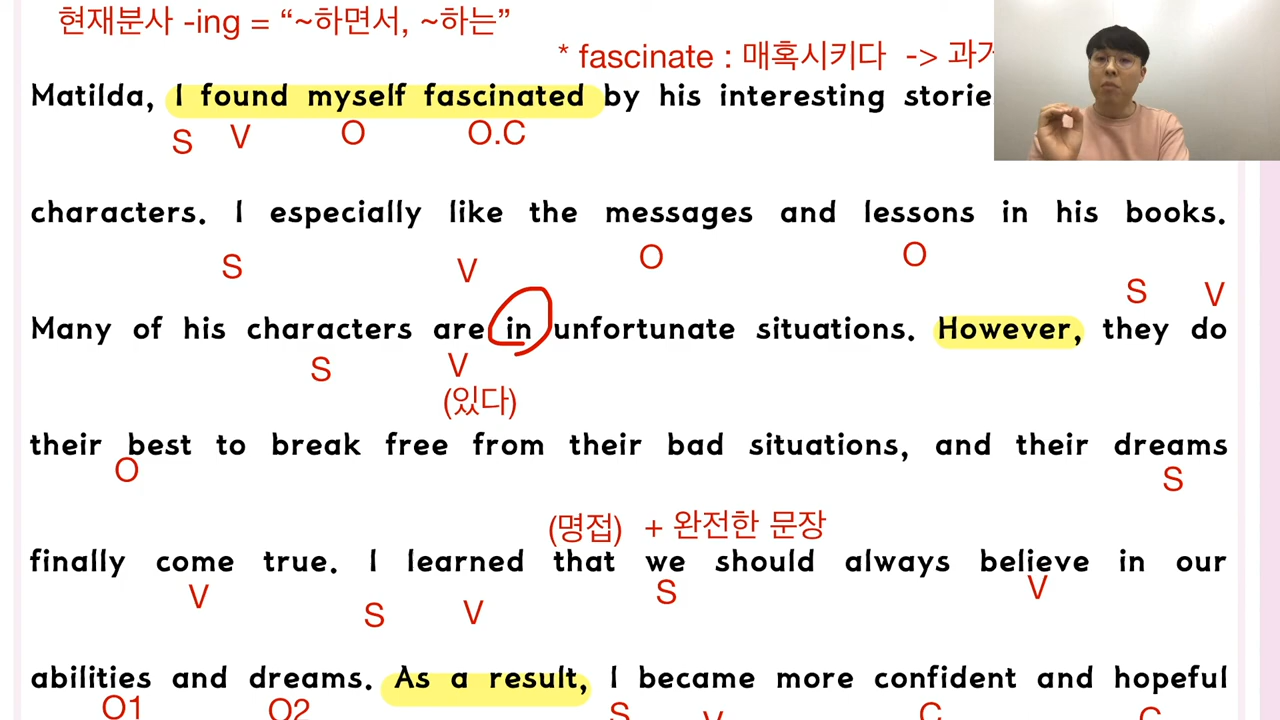 현재분사 -ing = “~하면서, ~하는”
* fascinate : 매혹시키다 -> 과거
Matilda, I found myself fascinated by his interesting storie
S V O O.C
characters. I especially like the messages and lessons in his books.
S V O O
S V
Many of his characters are in unfortunate situations. However, they do
S V
(있다)
their best to break free from their bad situations, and their dreams
O S
(명접) + 완전한 문장
finally come true. I learned that we should always believe in our
V S V S V
abilities and dreams. As a result, I became more confident and hopeful
O1 O2 S V C C